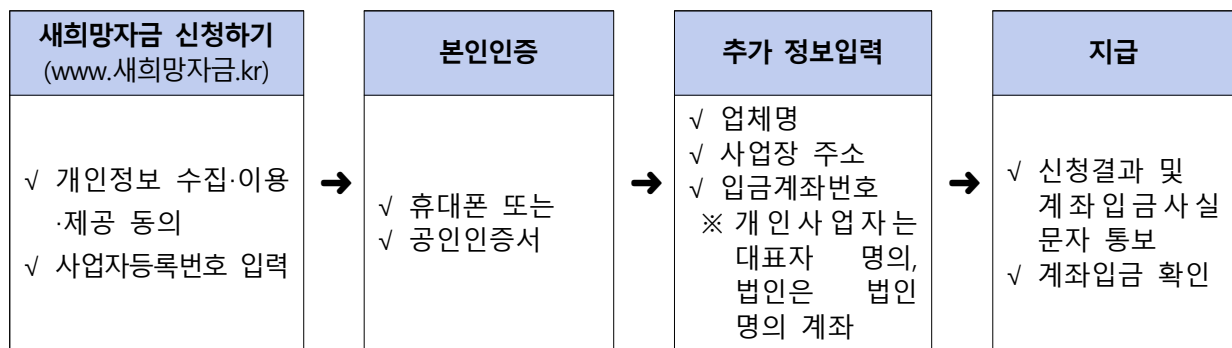 새희망자금 신청하기
(www.새희망자금.kr)
√ 개인정보 수집·이용
·제공 동의
√ 사업자등록번호 입력
➜
본인인증
√ 휴대폰 또는
√ 공인인증서
➜
추가 정보입력
√ 업체명
√ 사업장 주소
√ 입금계좌번호
※ 개인사업자는
대표자 명의,
법인은 법인
명의 계좌
➜
지급
√ 신청결과 및
계좌입금사실
문자 통보
√ 계좌입금 확인